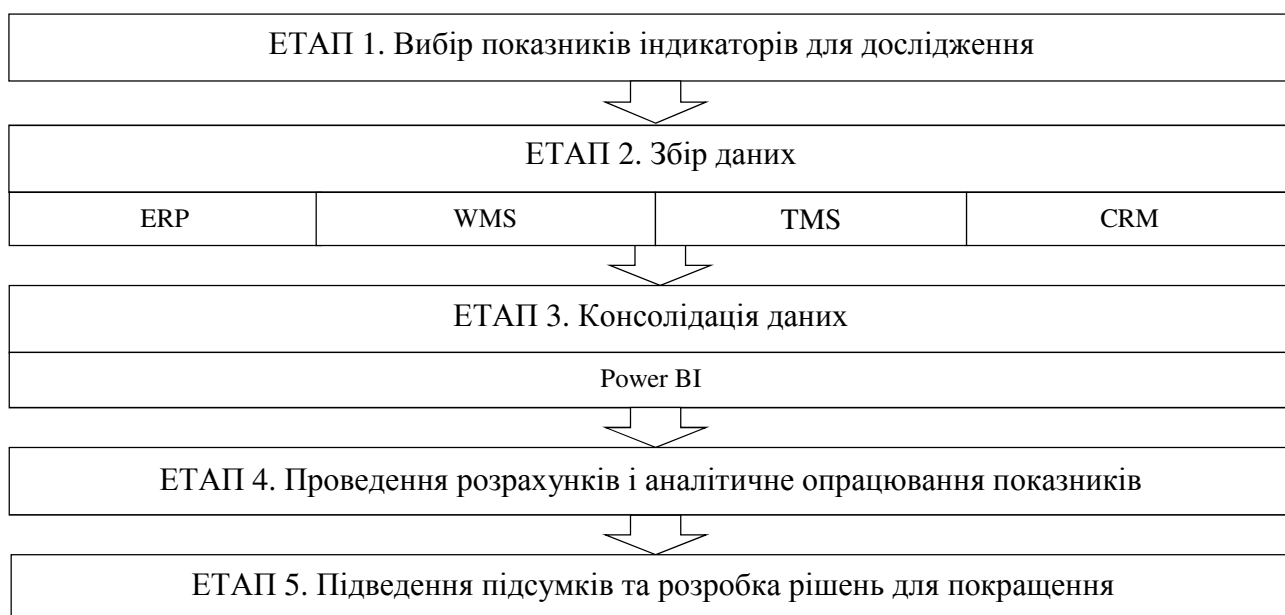 ЕТАП 1. Вибір показників індикаторів для дослідження
ЕТАП 2. Збір даних
ERP WMS TMS CRM
ЕТАП 3. Консолідація даних
Power BI
ЕТАП 4. Проведення розрахунків і аналітичне опрацювання показників
ЕТАП 5. Підведення підсумків та розробка рішень для покращення